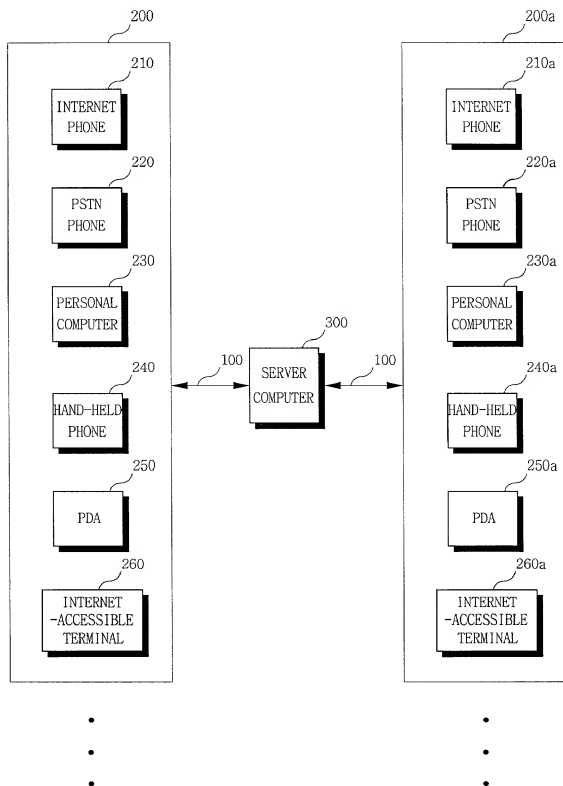 200
210
INTERNET
PHONE
220
PSTN
PHONE
230
PERSONAL
COMPUTER
240
HAND-HELD
PHONE
250
PDA
260
INTERNET
-ACCESSIBLE
TERMINAL
100
300
SERVER
COMPUTER
100
200a
210a
INTERNET
PHONE
220a
PSTN
PHONE
230a
PERSONAL
COMPUTER
240a
HAND-HELD
PHONE
250a
PDA
260a
INTERNET
-ACCESSIBLE
TERMINAL